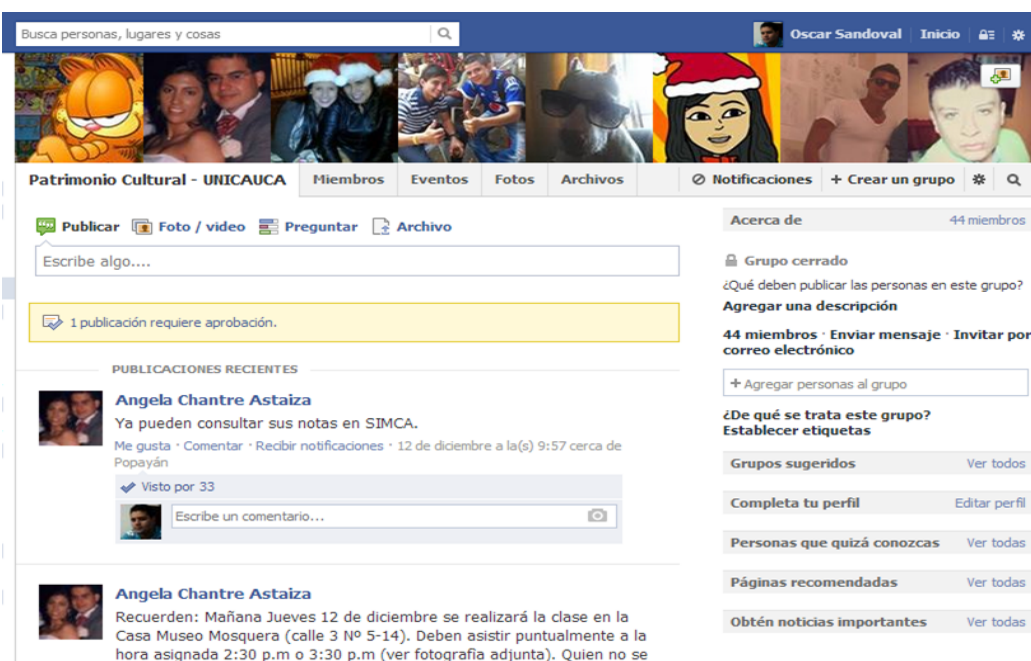 Busca personas, lugares y cosas
Oscar Sandoval
Inicio
Patrimonio Cultural - UNICAUCA
Miembros
Eventos
Fotos
Archivos
Notificaciones
+ Crear un grupo
Publicar
Foto / video
Preguntar
Archivo
Escribe algo....
1 publicación requiere aprobación.
PUBLICACIONES RECIENTES
Angela Chantre Astaiza
Ya pueden consultar sus notas en SIMCA.
Me gusta · Comentar · Recibir notificaciones · 12 de diciembre a la(s) 9:57 cerca de
Popayán
Visto por 33
Escribe un comentario...
Angela Chantre Astaiza
Recuerden: Mañana Jueves 12 de diciembre se realizará la clase en la
Casa Museo Mosquera (calle 3 Nº 5-14). Deben asistir puntualmente a la
hora asignada 2:30 p.m o 3:30 p.m (ver fotografia adjunta). Quien no se
Acerca de
44 miembros
Grupo cerrado
¿Qué deben publicar las personas en este grupo?
Agregar una descripción
44 miembros · Enviar mensaje · Invitar por
correo electrónico
+ Agregar personas al grupo
¿De qué se trata este grupo?
Establecer etiquetas
Grupos sugeridos
Ver todos
Completa tu perfil
Editar perfil
Personas que quizá conozcas
Ver todas
Páginas recomendadas
Ver todas
Obtén noticias importantes
Ver todas